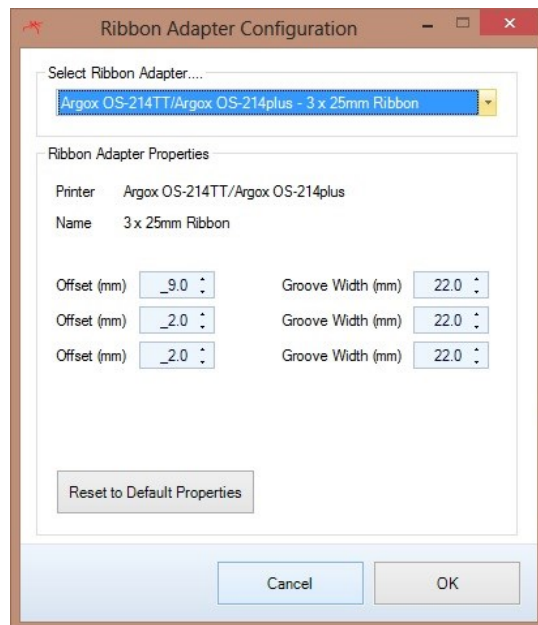 Ribbon Adapter Configuration
Select Ribbon Adapter....
Argox OS-214TT/Argox OS-214plus - 3 x 25mm Ribbon
Ribbon Adapter Properties
Printer Argox OS-214TT/Argox OS-214plus
Name 3 x 25mm Ribbon
Offset (mm) _9.0 Groove Width (mm) 22.0
Offset (mm) _2.0 Groove Width (mm) 22.0
Offset (mm) _2.0 Groove Width (mm) 22.0
Reset to Default Properties
Cancel OK